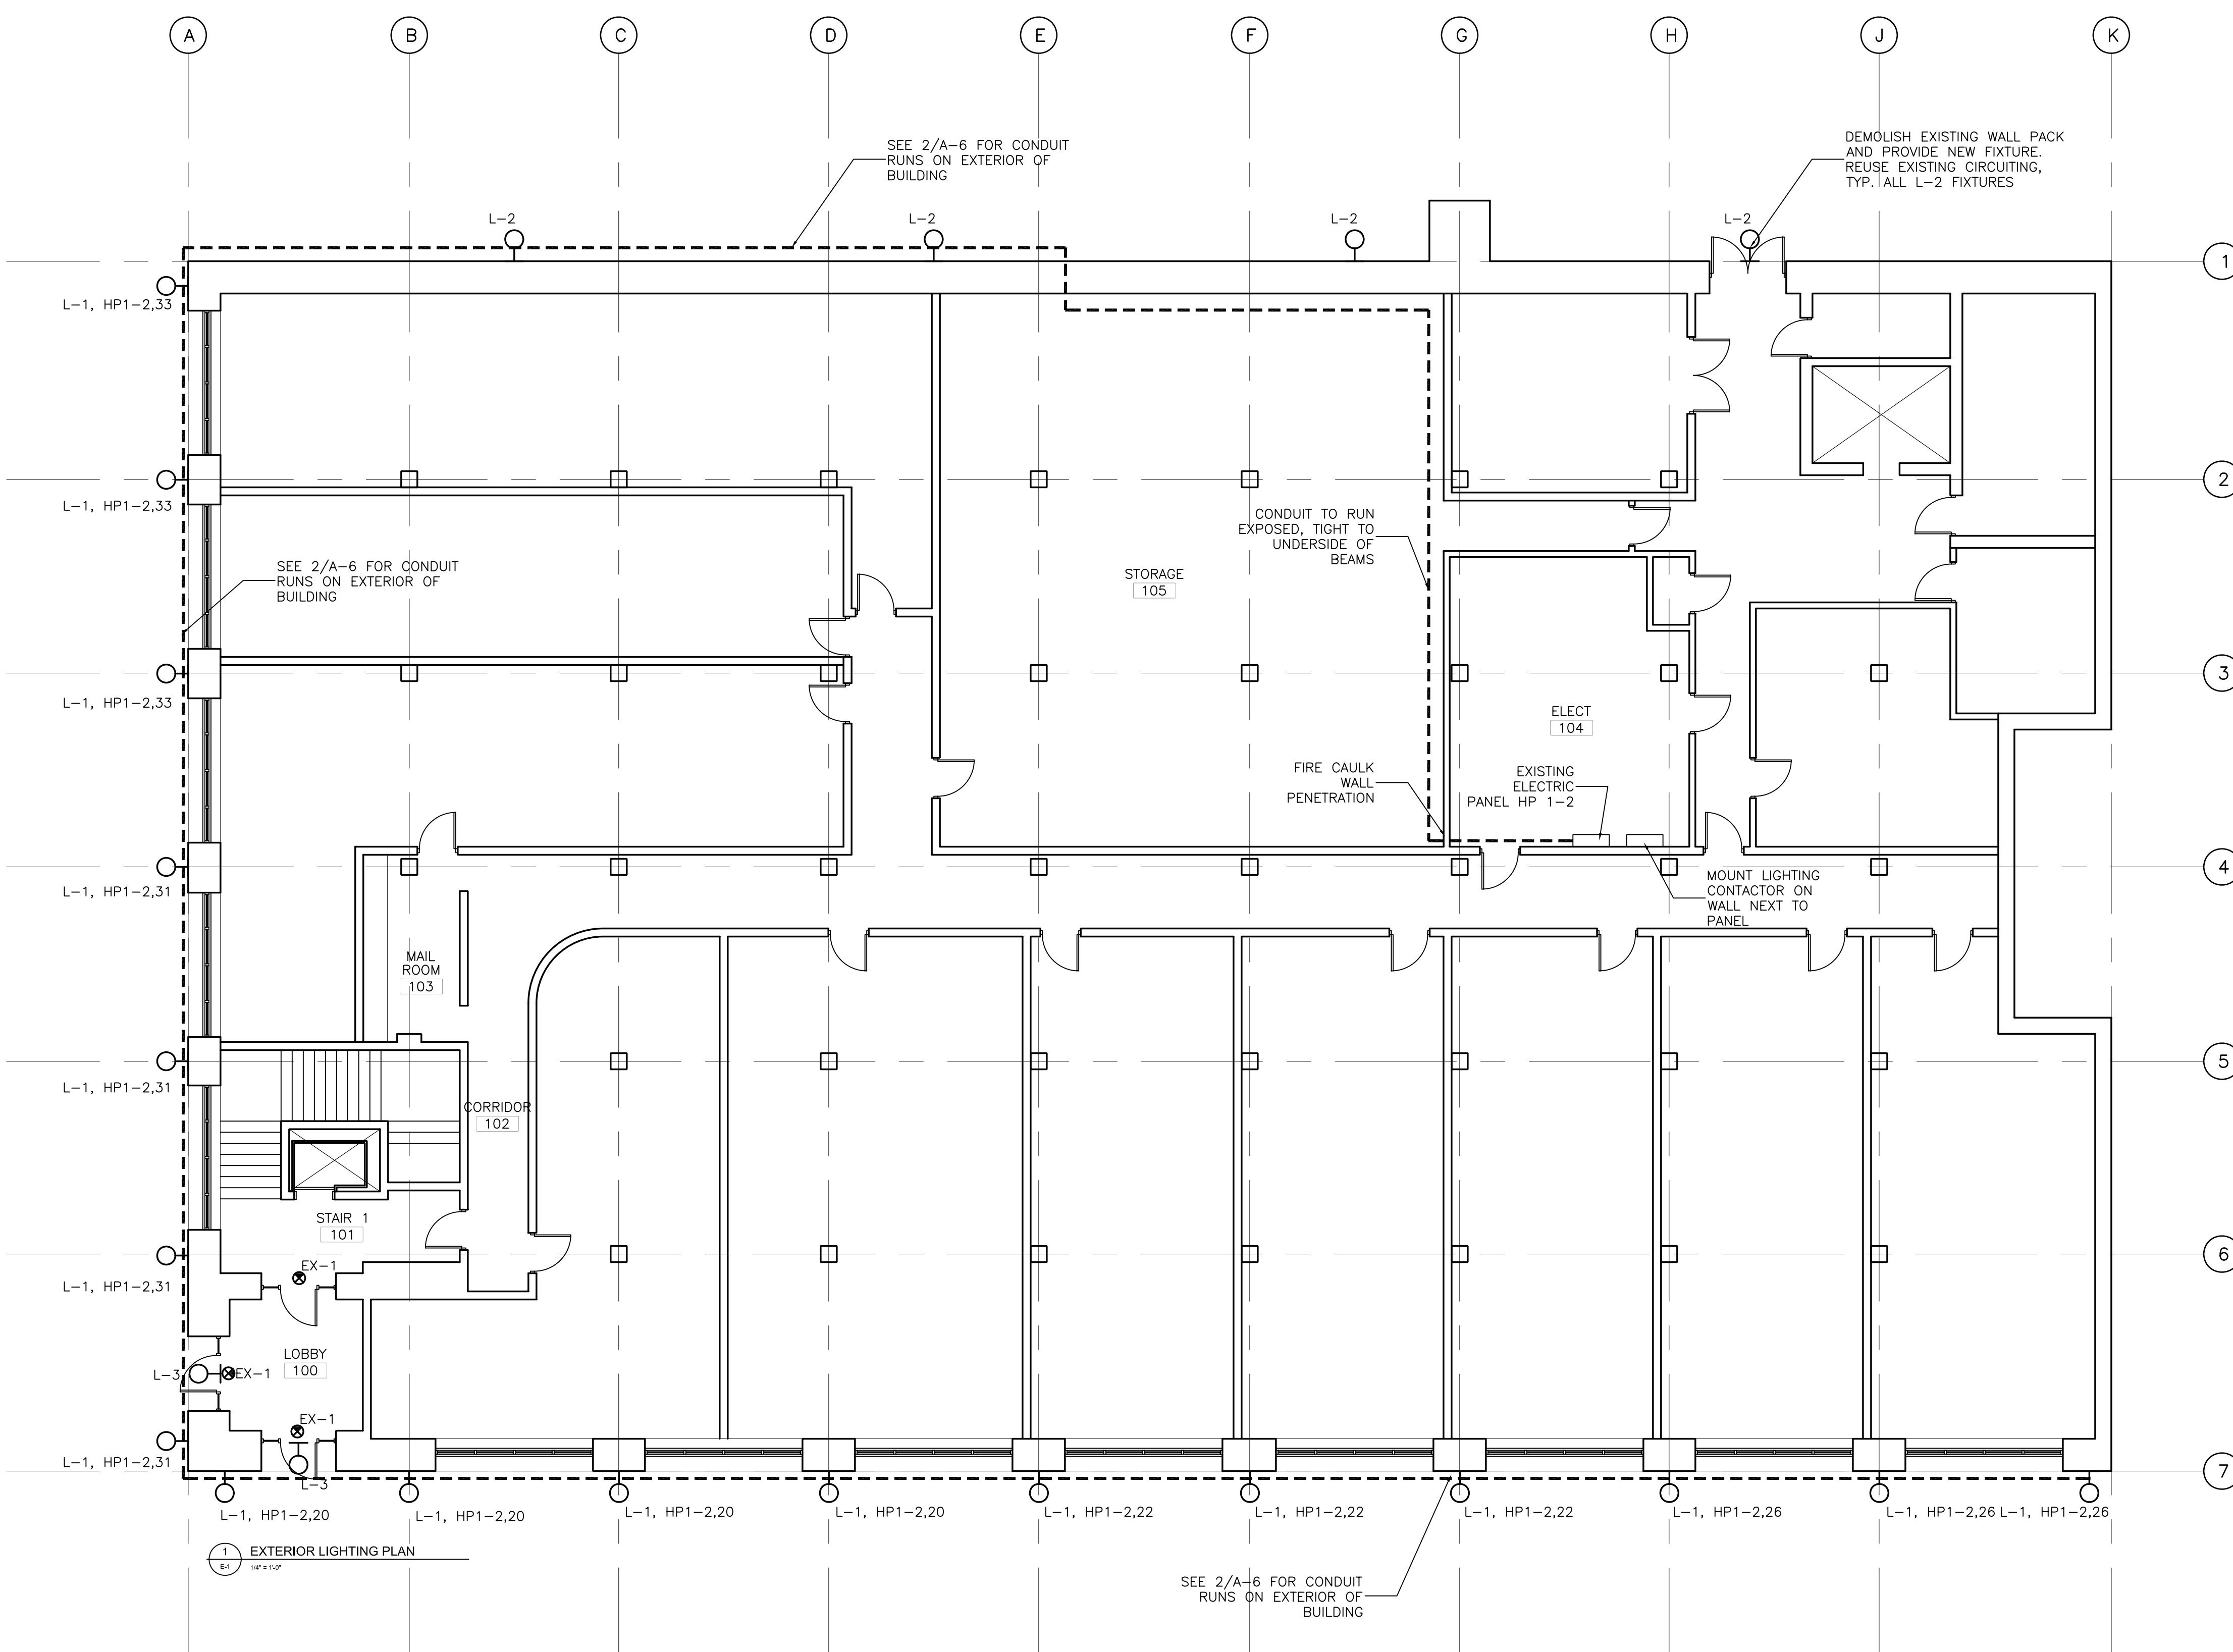 A
B
C
D
E
F
G
H
J
K
SEE 2/A-6 FOR CONDUIT
RUNS ON EXTERIOR OF
BUILDING
DEMOLISH EXISTING WALL PACK
AND PROVIDE NEW FIXTURE.
REUSE EXISTING CIRCUITING,
TYP. ALL L-2 FIXTURES
L-2
L-2
L-2
L-2
1
L-1, HP1-2,33
2
L-1, HP1-2,33
CONDUIT TO RUN
EXPOSED, TIGHT TO
UNDERSIDE OF
BEAMS
SEE 2/A-6 FOR CONDUIT
RUNS ON EXTERIOR OF
BUILDING
STORAGE
105
3
L-1, HP1-2,33
ELECT
104
FIRE CAULK
WALL
PENETRATION
EXISTING
ELECTRIC
PANEL HP 1-2
4
L-1, HP1-2,31
MOUNT LIGHTING
CONTACTOR ON
WALL NEXT TO
PANEL
MAIL
ROOM
103
5
L-1, HP1-2,31
CORRIDOR
102
STAIR 1
101
6
EX-1
L-1, HP1-2,31
LOBBY
100
L-3
EX-1
EX-1
L-1, HP1-2,31
7
L-3
L-1, HP1-2,20
L-1, HP1-2,20
L-1, HP1-2,20
L-1, HP1-2,20
L-1, HP1-2,22
L-1, HP1-2,22
L-1, HP1-2,22
L-1, HP1-2,26
L-1, HP1-2,26
L-1, HP1-2,26
1
E-1
EXTERIOR LIGHTING PLAN
1/4" = 1'-0"
SEE 2/A-6 FOR CONDUIT
RUNS ON EXTERIOR OF
BUILDING